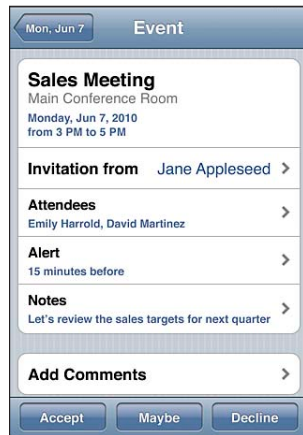 Mon, Jun 7
Event
Sales Meeting
Main Conference Room
Monday, Jun 7, 2010
from 3 PM to 5 PM
Invitation from Jane Appleseed
Attendees
Emily Harrold, David Martinez
Alert
15 minutes before
Notes
Let's review the sales targets for next quarter
Add Comments
Accept Maybe Decline